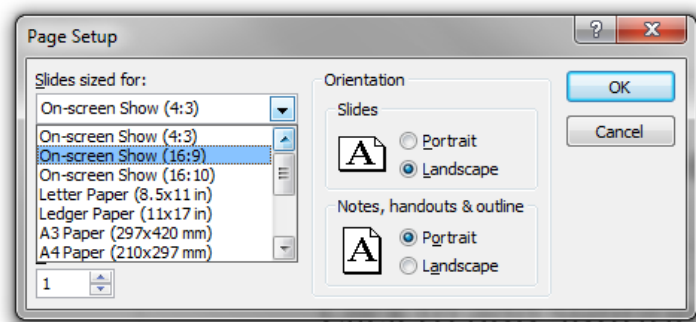 Page Setup
Slides sized for:
On-screen Show (4:3)
On-screen Show (4:3)
On-screen Show (16:9)
On-screen Show (16:10)
Letter Paper (8.5x11 in)
Ledger Paper (11x17 in)
A3 Paper (297x420 mm)
A4 Paper (210x297 mm)
1
Orientation
Slides
A
Portrait
Landscape
Notes, handouts & outline
A
Portrait
Landscape
OK
Cancel